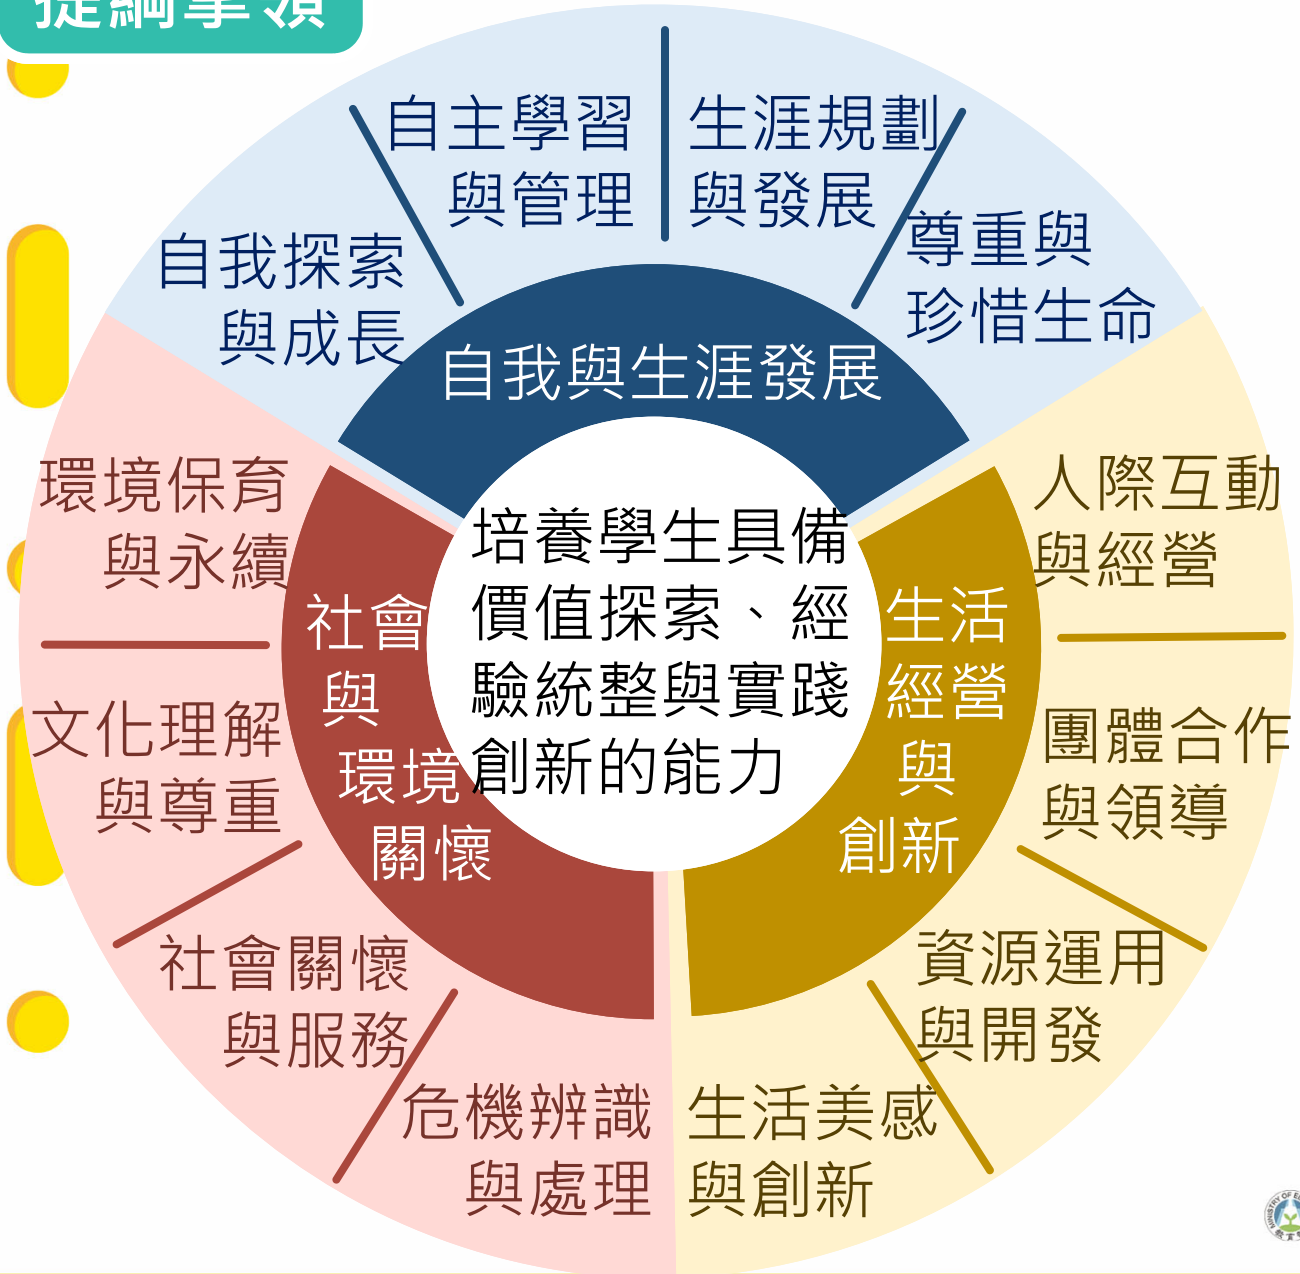 提綱挈領
自我探索
與成長
自主學習
與管理
生涯規劃
與發展
尊重與
珍惜生命
自我與生涯發展
人際互動
與經營
團體合作
與領導
資源運用
與開發
生活美感
與創新
生活
經營
與
創新
危機辨識
與處理
社會關懷
與服務
文化理解
與尊重
環境保育
與永續
社會
與
環境
關懷
培養學生具備
價值探索、經
驗統整與實踐
創新的能力